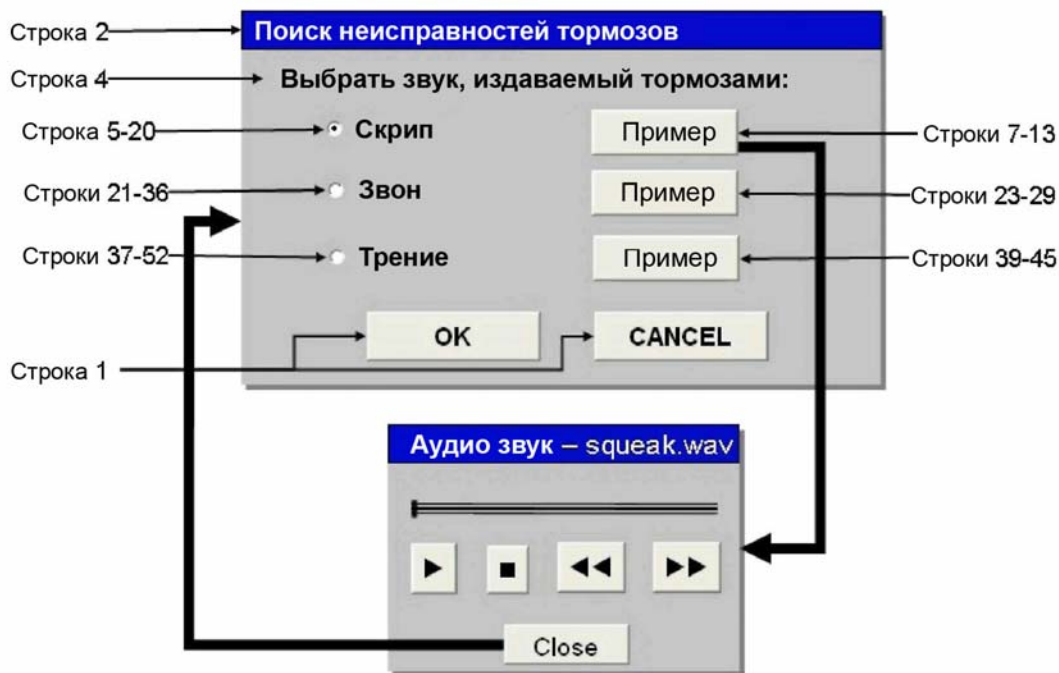 Строка 2 Поиск неисправностей тормозов
Строка 4 Выбрать звук, издаваемый тормозами:
Строка 5-20 Скрип Пример Строки 7-13
Строки 21-36 Звон Пример Строки 23-29
Строки 37-52 Трение Пример Строки 39-45
OK CANCEL
Строка 1
Аудио звук – squeak.wav
Close